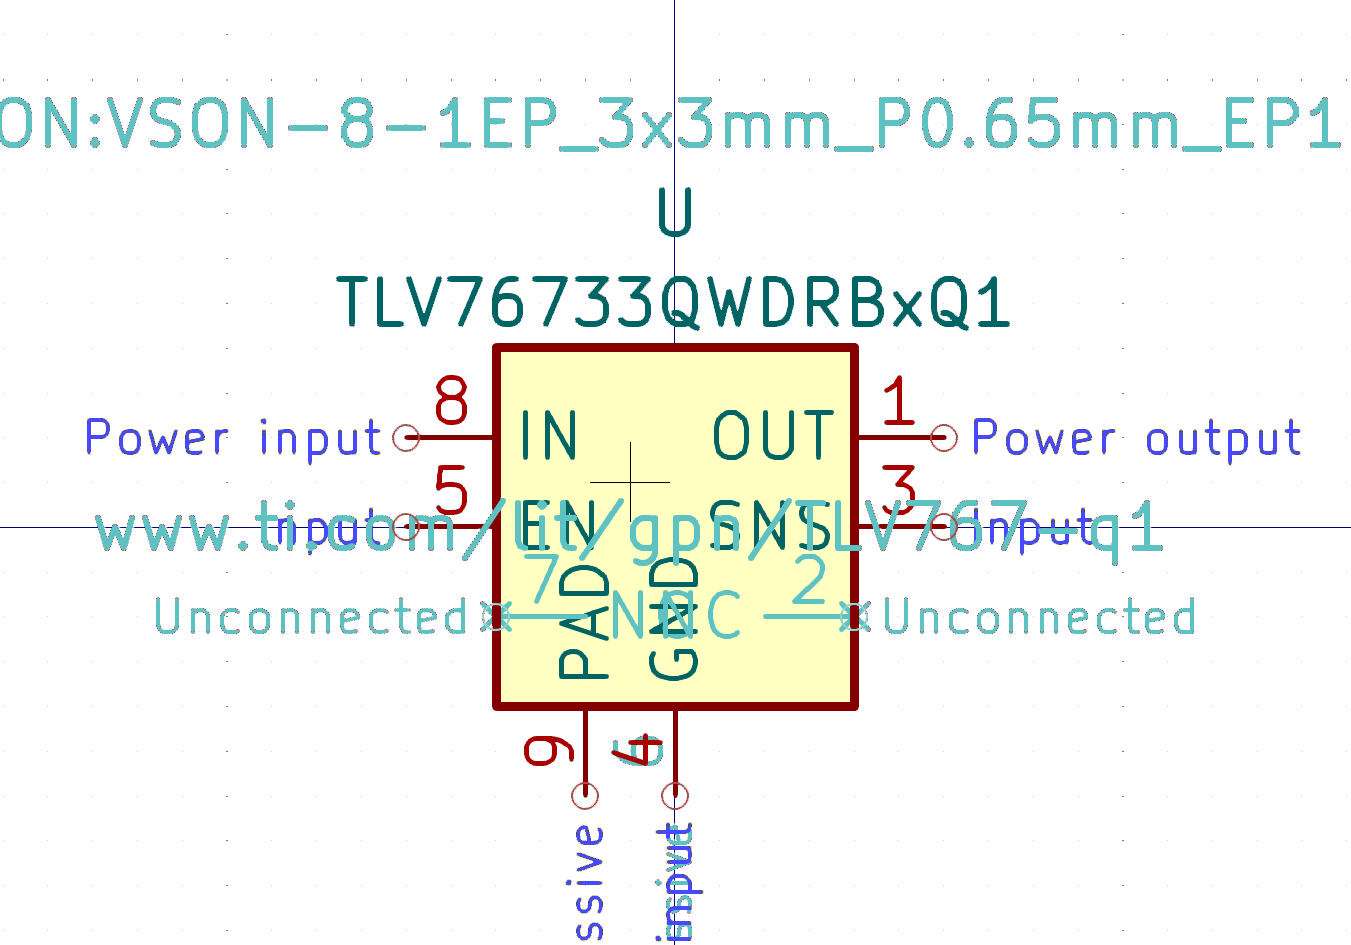 ON:VSON-8-1EP_3x3mm_P0.65mm_EP1
U
TLV76733QWDRBxQ1
8 1
Power input IN OUT Power output
5 3
input EN SNS input
www.ti.com/lit/gpn/TLV767-q1
7 2
Unconnected NC NC Unconnected
PAD GND
9 4 6
ssive input ssive